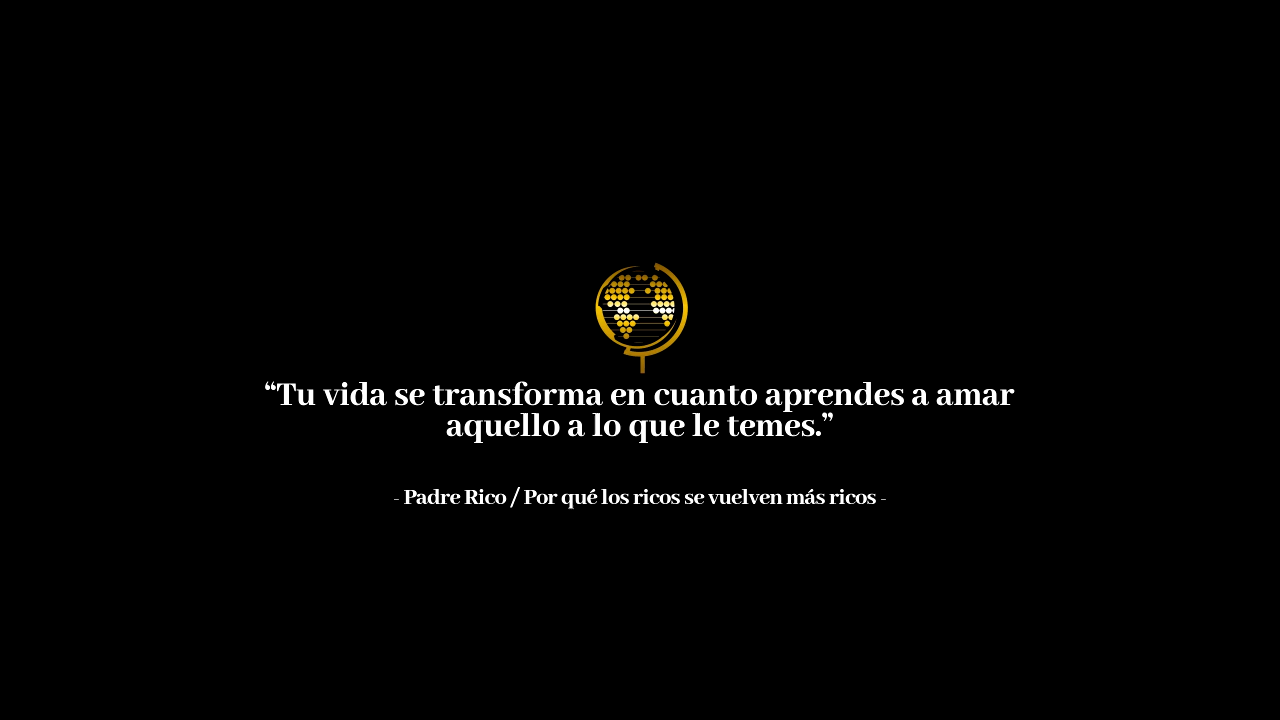 “Tu vida se transforma en cuanto aprendes a amar
aquello a lo que le temes.”
- Padre Rico / Por qué los ricos se vuelven más ricos -